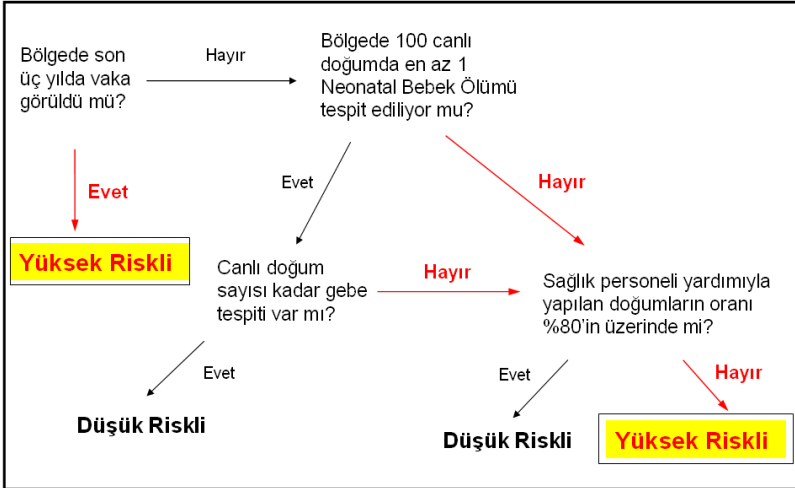 Bölgede son
üç yılda vaka
görüldü mü?
Hayır
Bölgede 100 canlı
doğumda en az 1
Neonatal Bebek Ölümü
tespit ediliyor mu?
Evet
Yüksek Riskli
Evet
Hayır
Canlı doğum
sayısı kadar gebe
tespiti var mı?
Hayır
Sağlık personeli yardımıyla
yapılan doğumların oranı
%80'in üzerinde mi?
Evet
Düşük Riskli
Evet
Düşük Riskli
Hayır
Yüksek Riskli